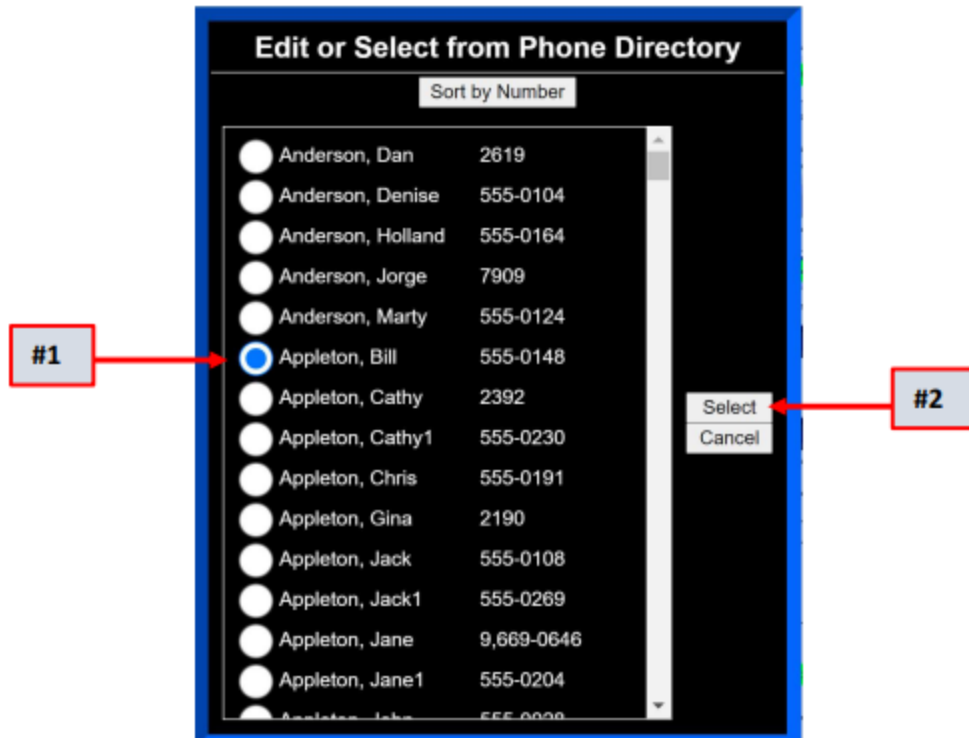 Edit or Select from Phone Directory
Sort by Number
Anderson, Dan 2619
Anderson, Denise 555-0104
Anderson, Holland 555-0164
Anderson, Jorge 7909
Anderson, Marty 555-0124
#1 Appleton, Bill 555-0148
Appleton, Cathy 2392
Select #2
Appleton, Cathy1 555-0230
Cancel
Appleton, Chris 555-0191
Appleton, Gina 2190
Appleton, Jack 555-0108
Appleton, Jack1 555-0269
Appleton, Jane 9,669-0646
Appleton, Jane1 555-0204
Appleton, John